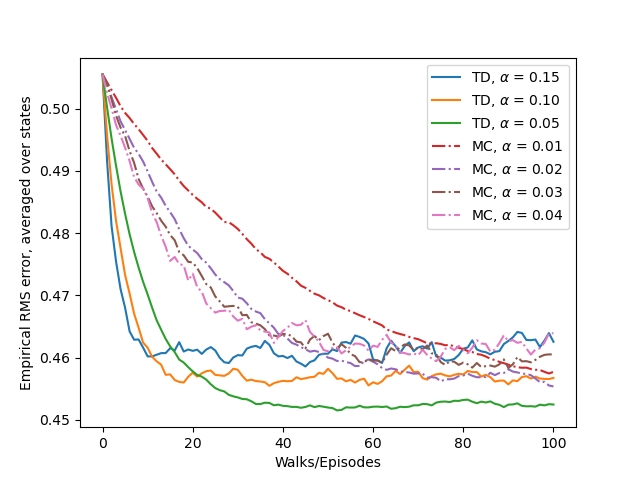 Empirical RMS error, averaged over states
0.50
0.49
0.48
0.47
0.46
0.45
TD, α = 0.15
TD, α = 0.10
TD, α = 0.05
MC, α = 0.01
MC, α = 0.02
MC, α = 0.03
MC, α = 0.04
0 20 40 60 80 100
Walks/Episodes